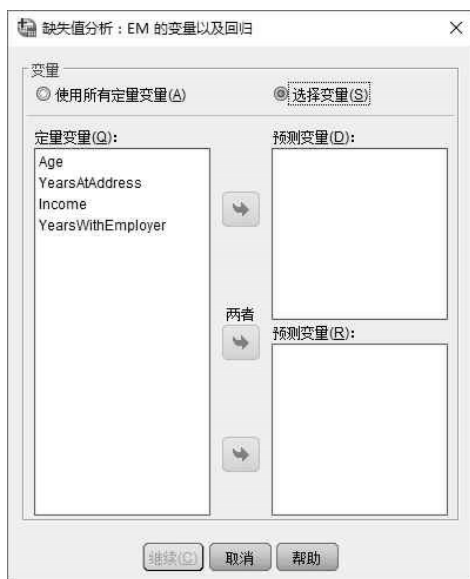 缺失值分析：EM 的变量以及回归
变量
使用所有定量变量(A)
选择变量(S)
定量变量(Q)：
预测变量(D)：
Age
YearsAtAddress
Income
YearsWithEmployer
两者
预测变量(R)：
继续(C)
取消
帮助